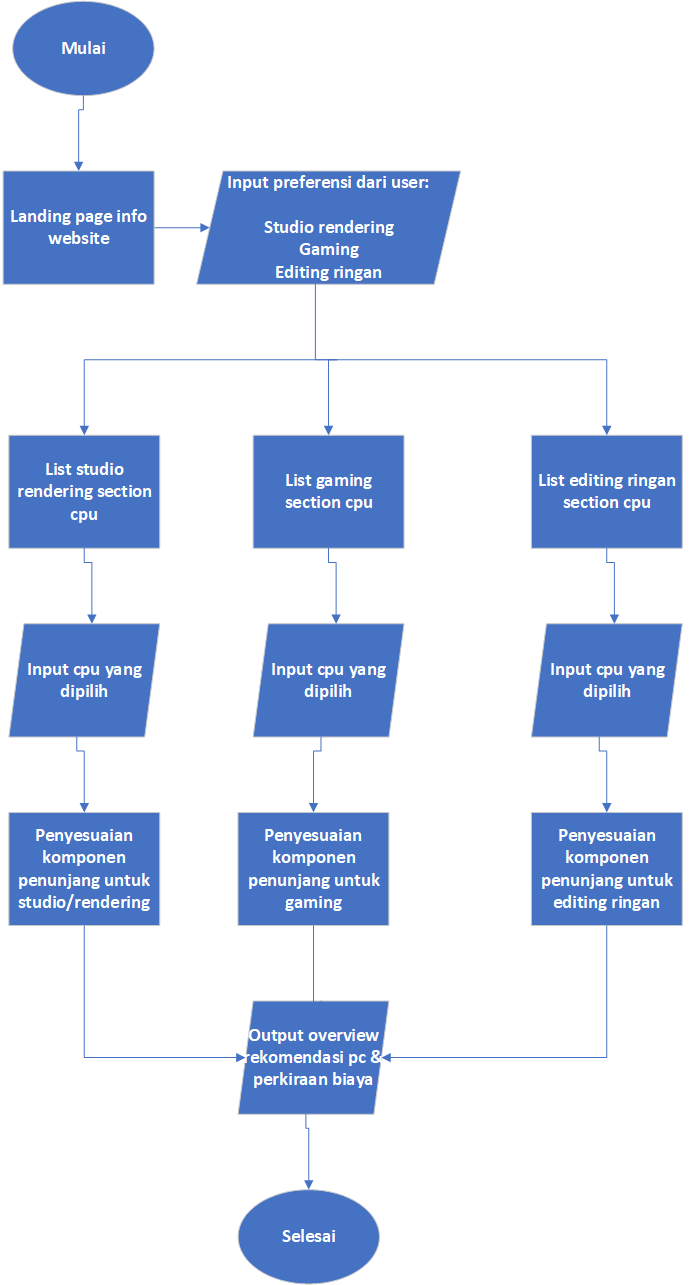 Mulai
Landing page info
website
Input preferensi dari user:
Studio rendering
Gaming
Editing ringan
List studio
rendering section
cpu
List gaming
section cpu
List editing ringan
section cpu
Input cpu yang
dipilih
Input cpu yang
dipilih
Input cpu yang
dipilih
Penyesuaian
komponen
penunjang untuk
studio/rendering
Penyesuaian
komponen
penunjang untuk
gaming
Penyesuaian
komponen
penunjang untuk
editing ringan
Output overview
rekomendasi pc &
perkiraan biaya
Selesai